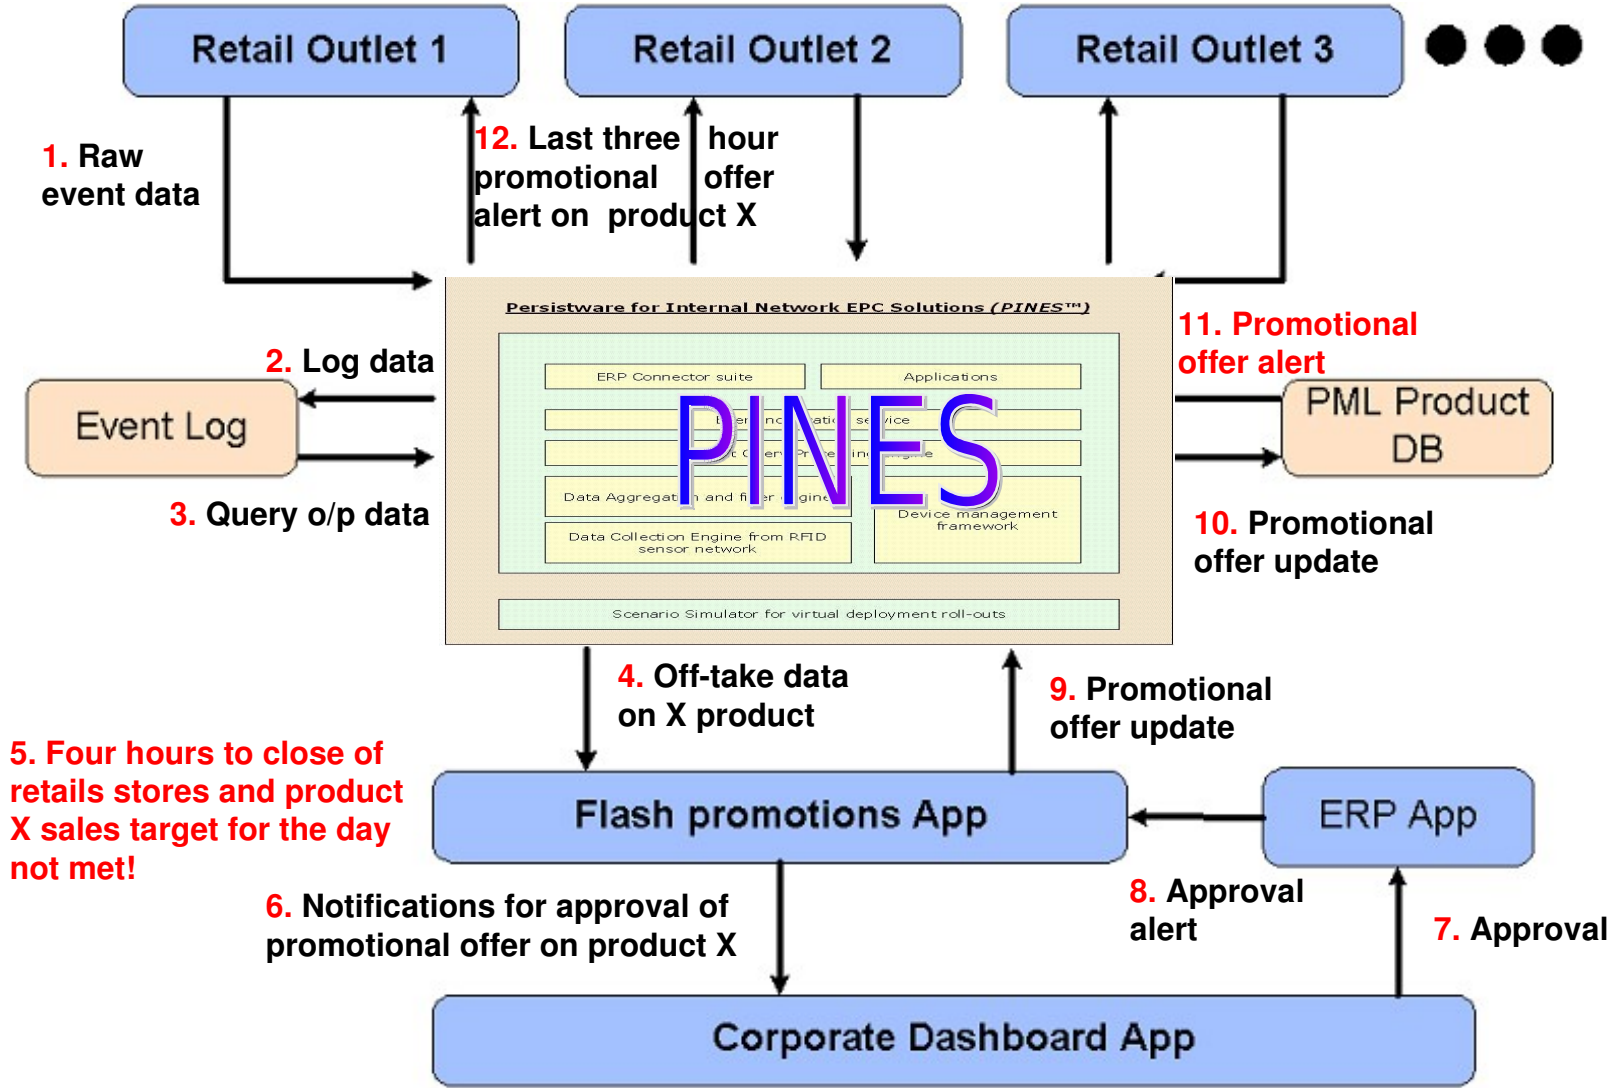 Retail Outlet 1
Retail Outlet 2
Retail Outlet 3
1. Raw
event data
12. Last three hour
promotional offer
alert on product X
Persistware for Internal Network EPC Solutions (PINES™)
11. Promotional
offer alert
2. Log data
ERP Connector suite
Applications
Event Log
PINES
service
Data Aggregation and
Data Collection Engine from RFID
sensor network
Device management
framework
PML Product
DB
3. Query o/p data
10. Promotional
offer update
Scenario Simulator for virtual deployment roll-outs
4. Off-take data
on X product
9. Promotional
offer update
5. Four hours to close of
retails stores and product
X sales target for the day
not met!
Flash promotions App
ERP App
6. Notifications for approval of
promotional offer on product X
8. Approval
alert
7. Approval
Corporate Dashboard App